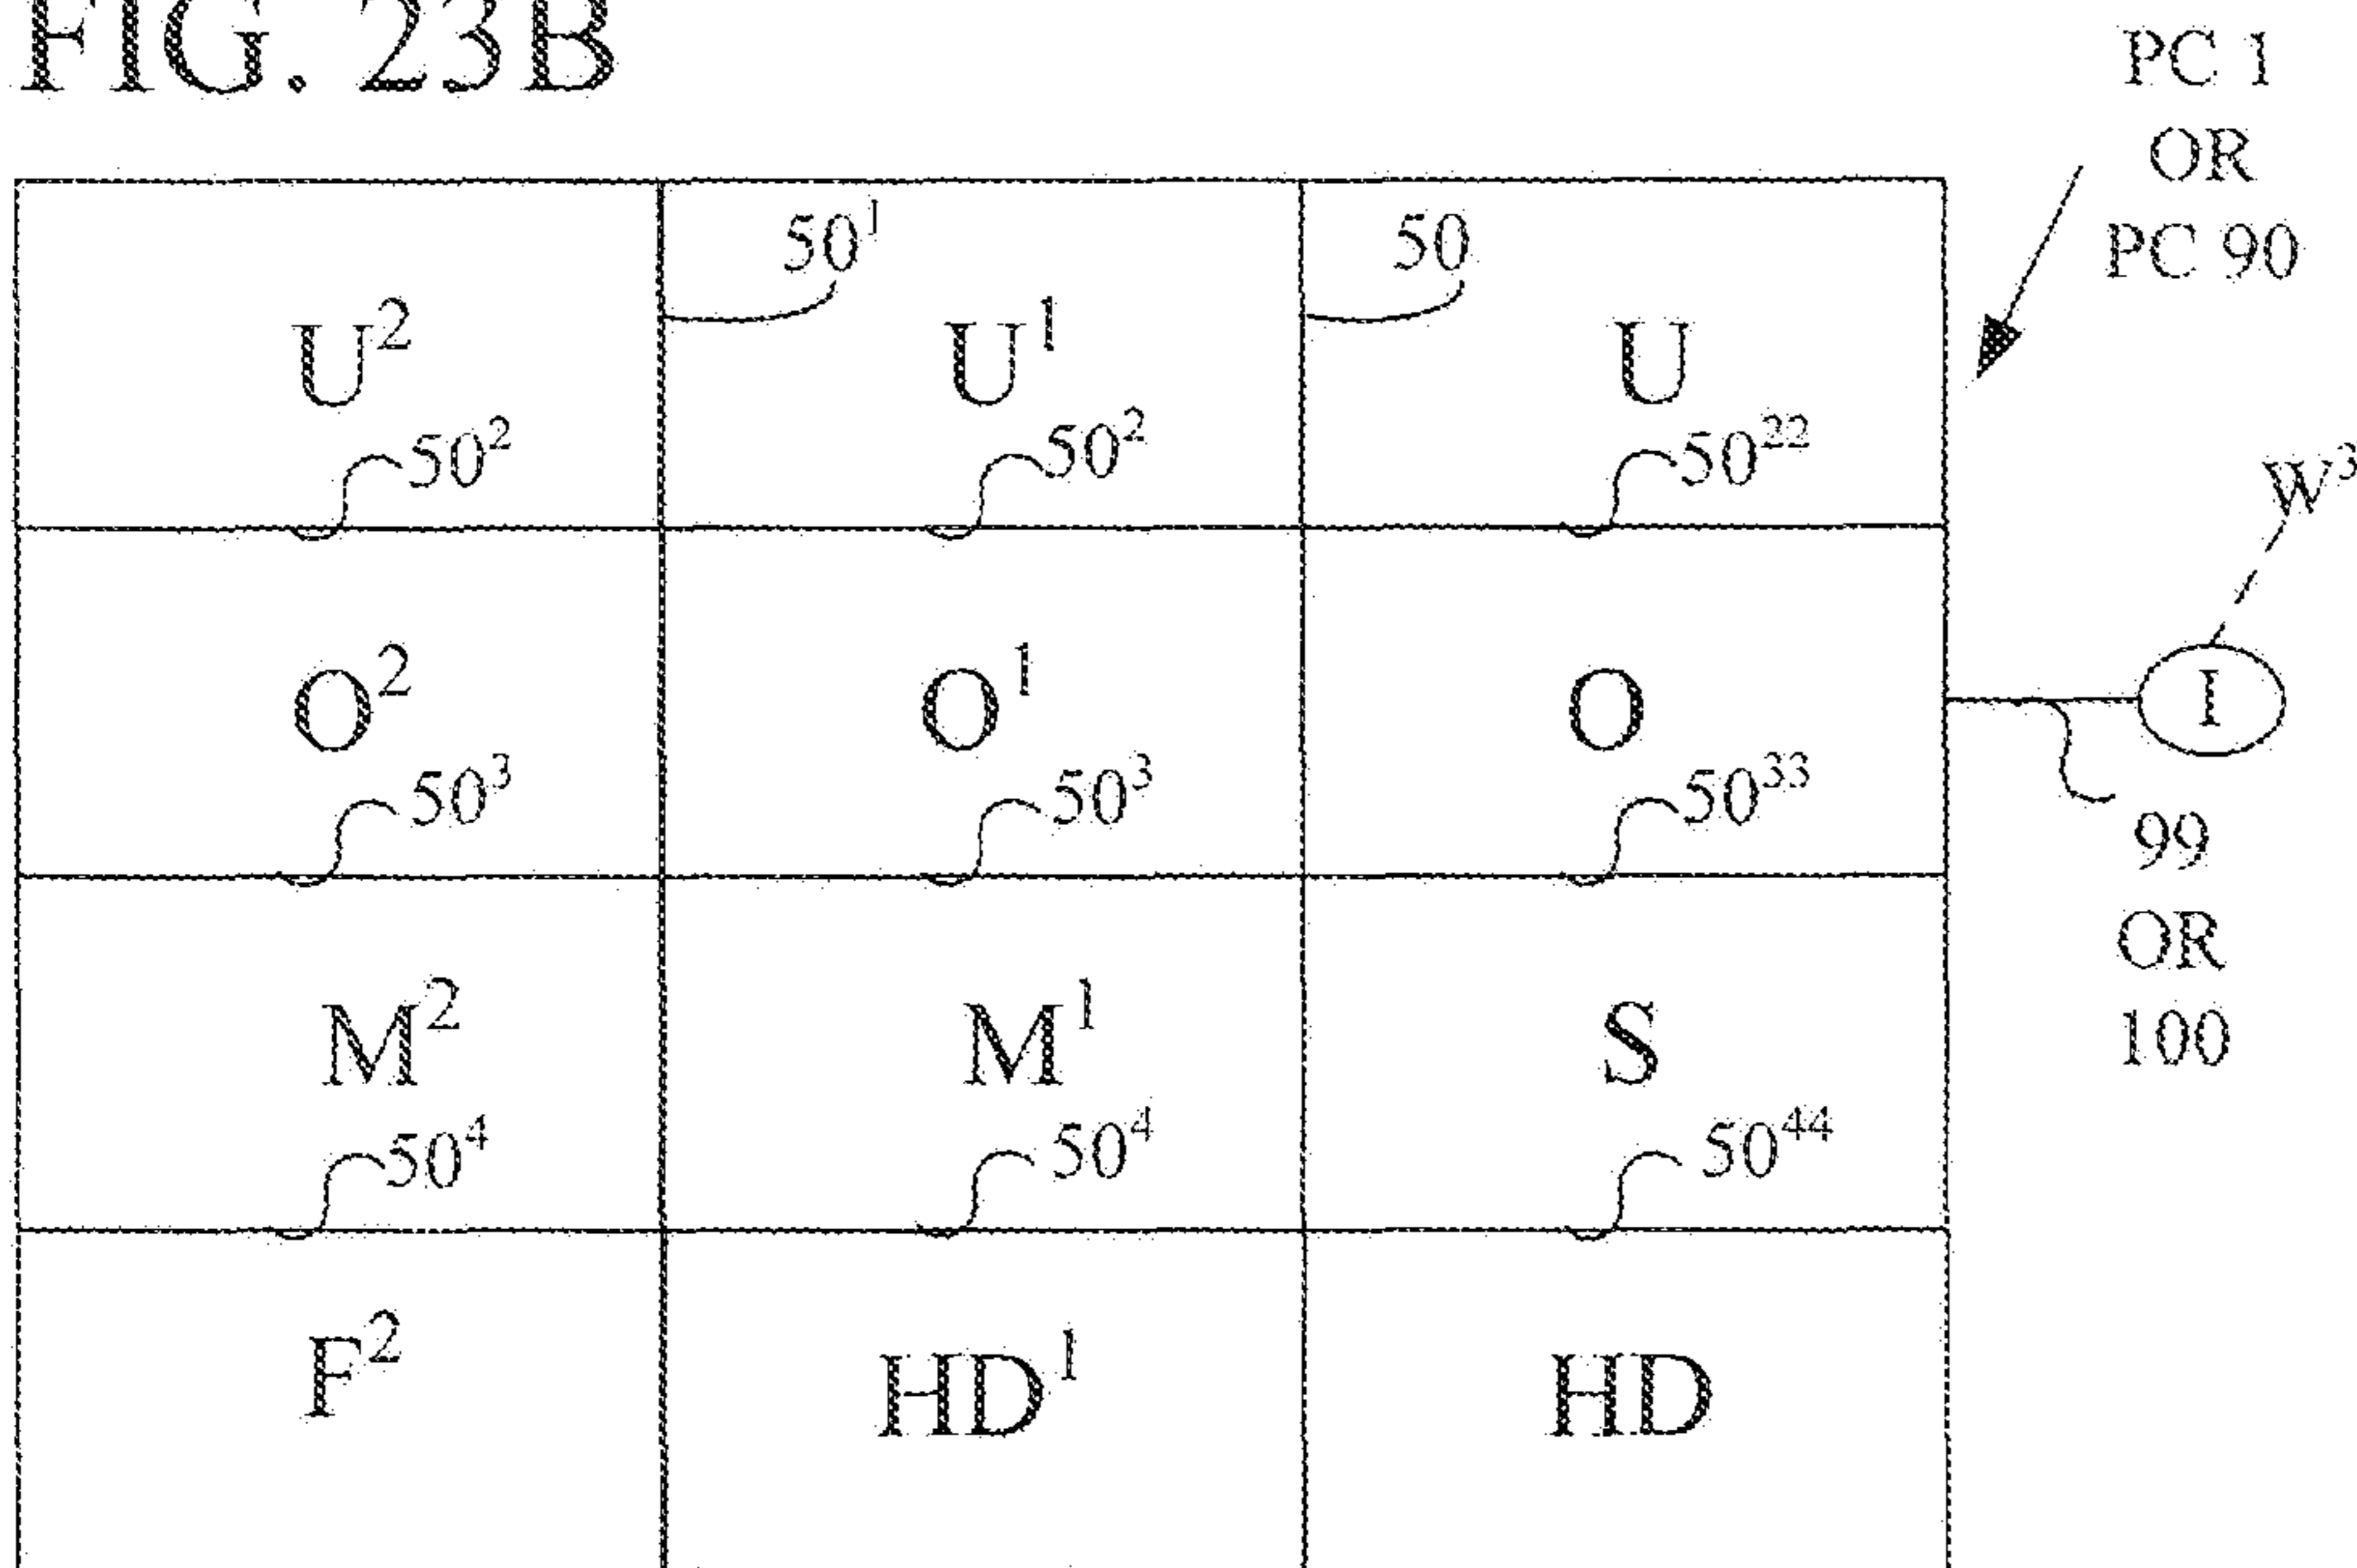 FIG. 23B
PC 1
OR
PC 90
50¹
50
U²
U¹
U
50²
50²
50²²
W³
O²
O¹
O
I
50³
50³
50³³
99
OR
100
M²
M¹
S
50⁴
50⁴
50⁴⁴
F²
HD¹
HD